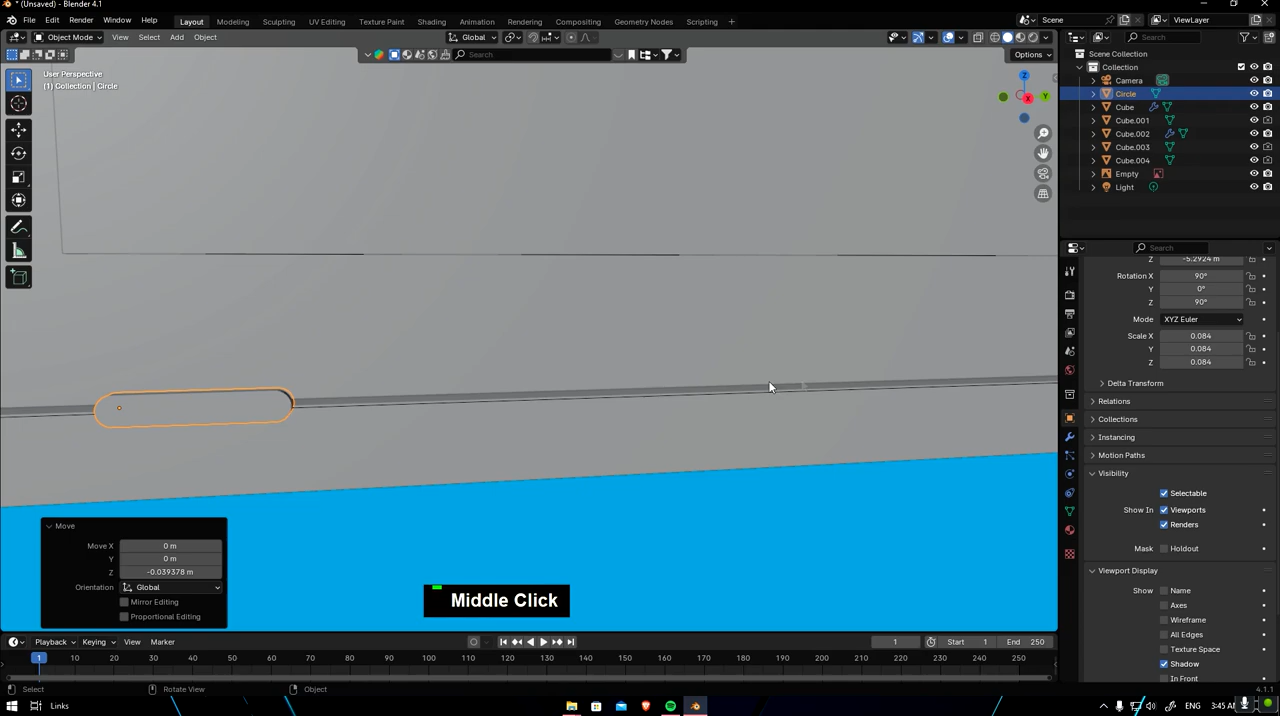 (Unsaved) - Blender 4.1
File Edit Render Window Help
Layout Modeling Sculpting UV Editing Texture Paint Shading Animation Rendering Compositing Geometry Nodes Scripting +
Scene
ViewLayer
Object Mode View Select Add Object
Global
Search
Search
Options
User Perspective
(1) Collection | Circle
Z
X
Y
Scene Collection
Collection
Camera
Circle
Cube
Cube.001
Cube.002
Cube.003
Cube.004
Empty
Light
Search
Z -5.2924 m
Rotation X 90°
Y 0°
Z 90°
Mode XYZ Euler
Scale X 0.084
Y 0.084
Z 0.084
Delta Transform
Relations
Collections
Instancing
Motion Paths
Visibility
Selectable
Show In Viewports
Renders
Mask Holdout
Viewport Display
Show Name
Axes
Wireframe
All Edges
Texture Space
Shadow
In Front
Move
Move X 0 m
Y 0 m
Z -0.039378 m
Orientation Global
Mirror Editing
Proportional Editing
Middle Click
Playback Keying View Marker
1 Start 1 End 250
1 10 20 30 40 50 60 70 80 90 100 110 120 130 140 150 160 170 180 190 200 210 220 230 240 250
Select Rotate View Object
4.1.1
Links
ENG 3:45 AM